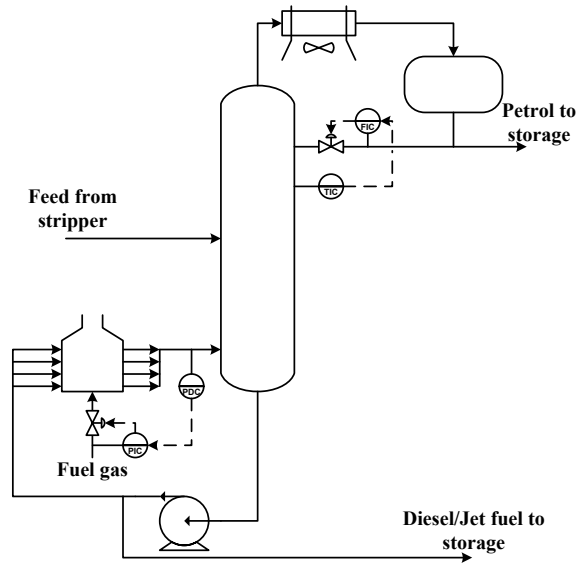 FIC
Petrol to
storage
TIC
Feed from
stripper
PDC
PIC
Fuel gas
Diesel/Jet fuel to
storage